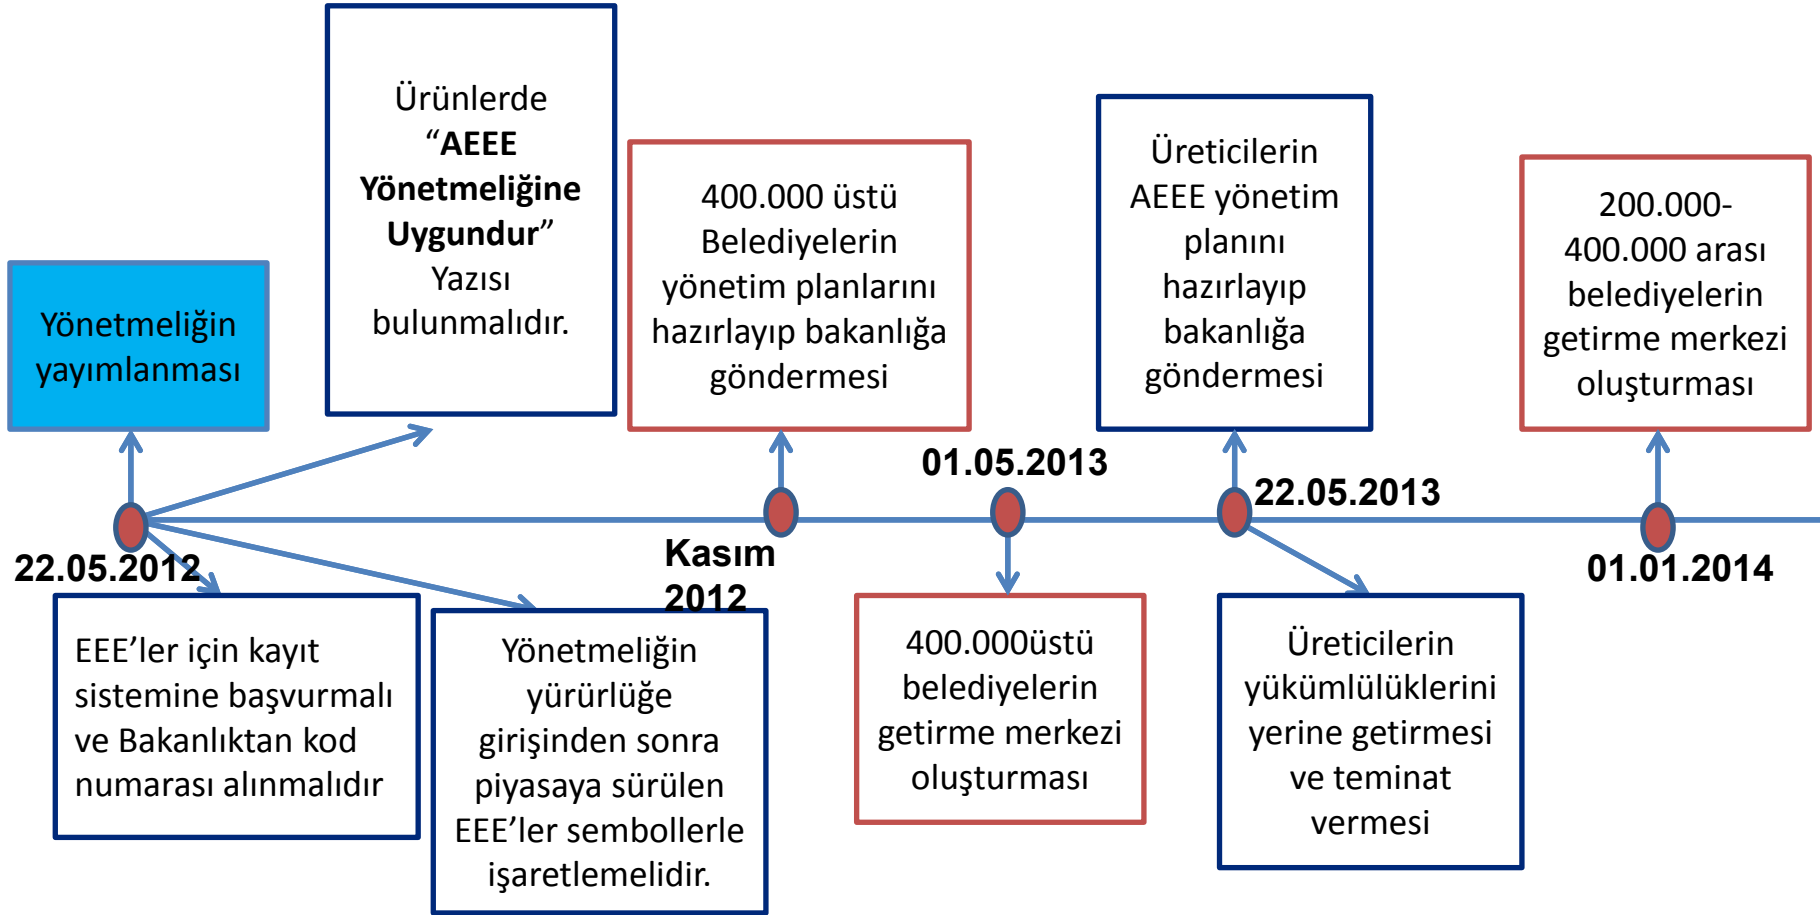 Yönetmeliğin
yayımlanması
Ürünlerde
“AEEE
Yönetmeliğine
Uygundur”
Yazısı
bulunmalıdır.
400.000 üstü
Belediyelerin
yönetim planlarını
hazırlayıp bakanlığa
göndermesi
Üreticilerin
AEEE yönetim
planını
hazırlayıp
bakanlığa
göndermesi
200.000-
400.000 arası
belediyelerin
getirme merkezi
oluşturması
22.05.2012
Kasım
2012
01.05.2013
22.05.2013
01.01.2014
EEE’ler için kayıt
sistemine başvurmalı
ve Bakanlıktan kod
numarası alınmalıdır
Yönetmeliğin
yürürlüğe
girişinden sonra
piyasaya sürülen
EEE’ler sembollerle
işaretlemelidir.
400.000üstü
belediyelerin
getirme merkezi
oluşturması
Üreticilerin
yükümlülüklerini
yerine getirmesi
ve teminat
vermesi